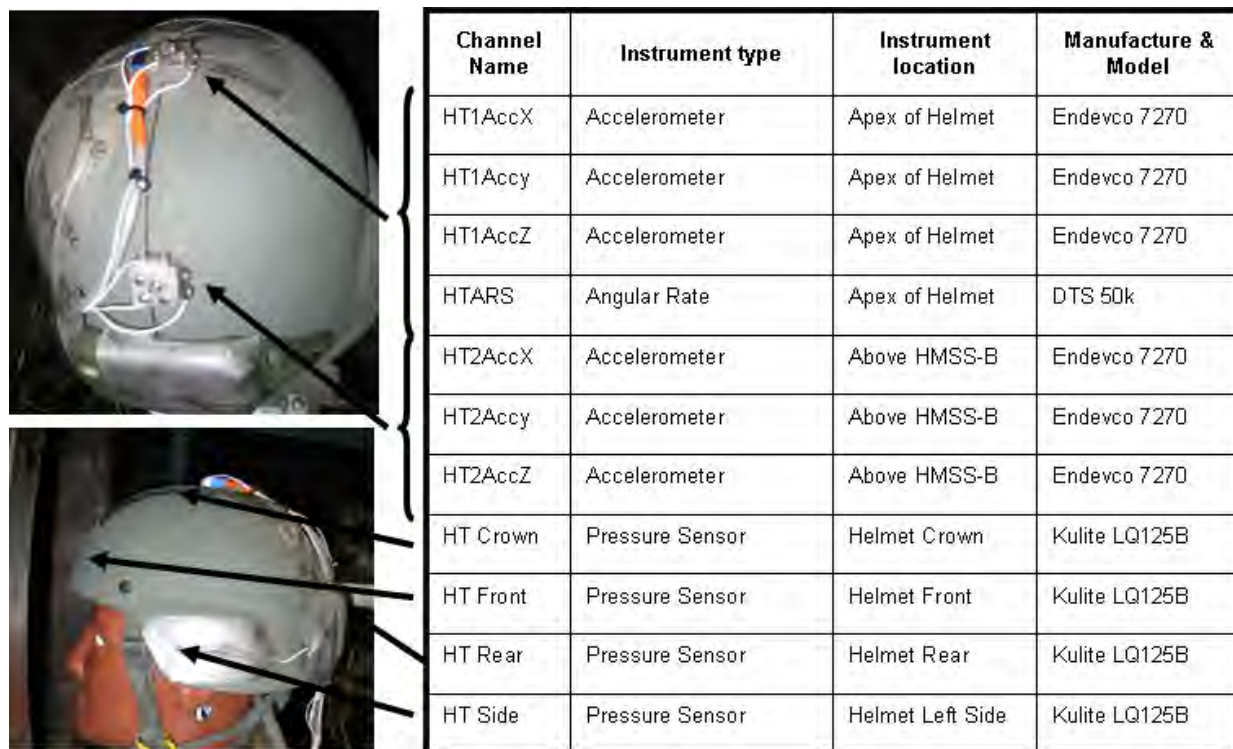 Channel Name Instrument type Instrument location Manufacture & Model
HT1AccX Accelerometer Apex of Helmet Endevco 7270
HT1Accy Accelerometer Apex of Helmet Endevco 7270
HT1AccZ Accelerometer Apex of Helmet Endevco 7270
HTARS Angular Rate Apex of Helmet DTS 50k
HT2AccX Accelerometer Above HMSS-B Endevco 7270
HT2Accy Accelerometer Above HMSS-B Endevco 7270
HT2AccZ Accelerometer Above HMSS-B Endevco 7270
HT Crown Pressure Sensor Helmet Crown Kulite LQ125B
HT Front Pressure Sensor Helmet Front Kulite LQ125B
HT Rear Pressure Sensor Helmet Rear Kulite LQ125B
HT Side Pressure Sensor Helmet Left Side Kulite LQ125B